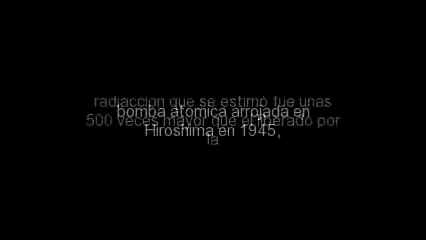 radiacción que se estimó fue unas
500 veces mayor que el liberado por
la
bomba atómica arrojada en
Hiroshima en 1945,